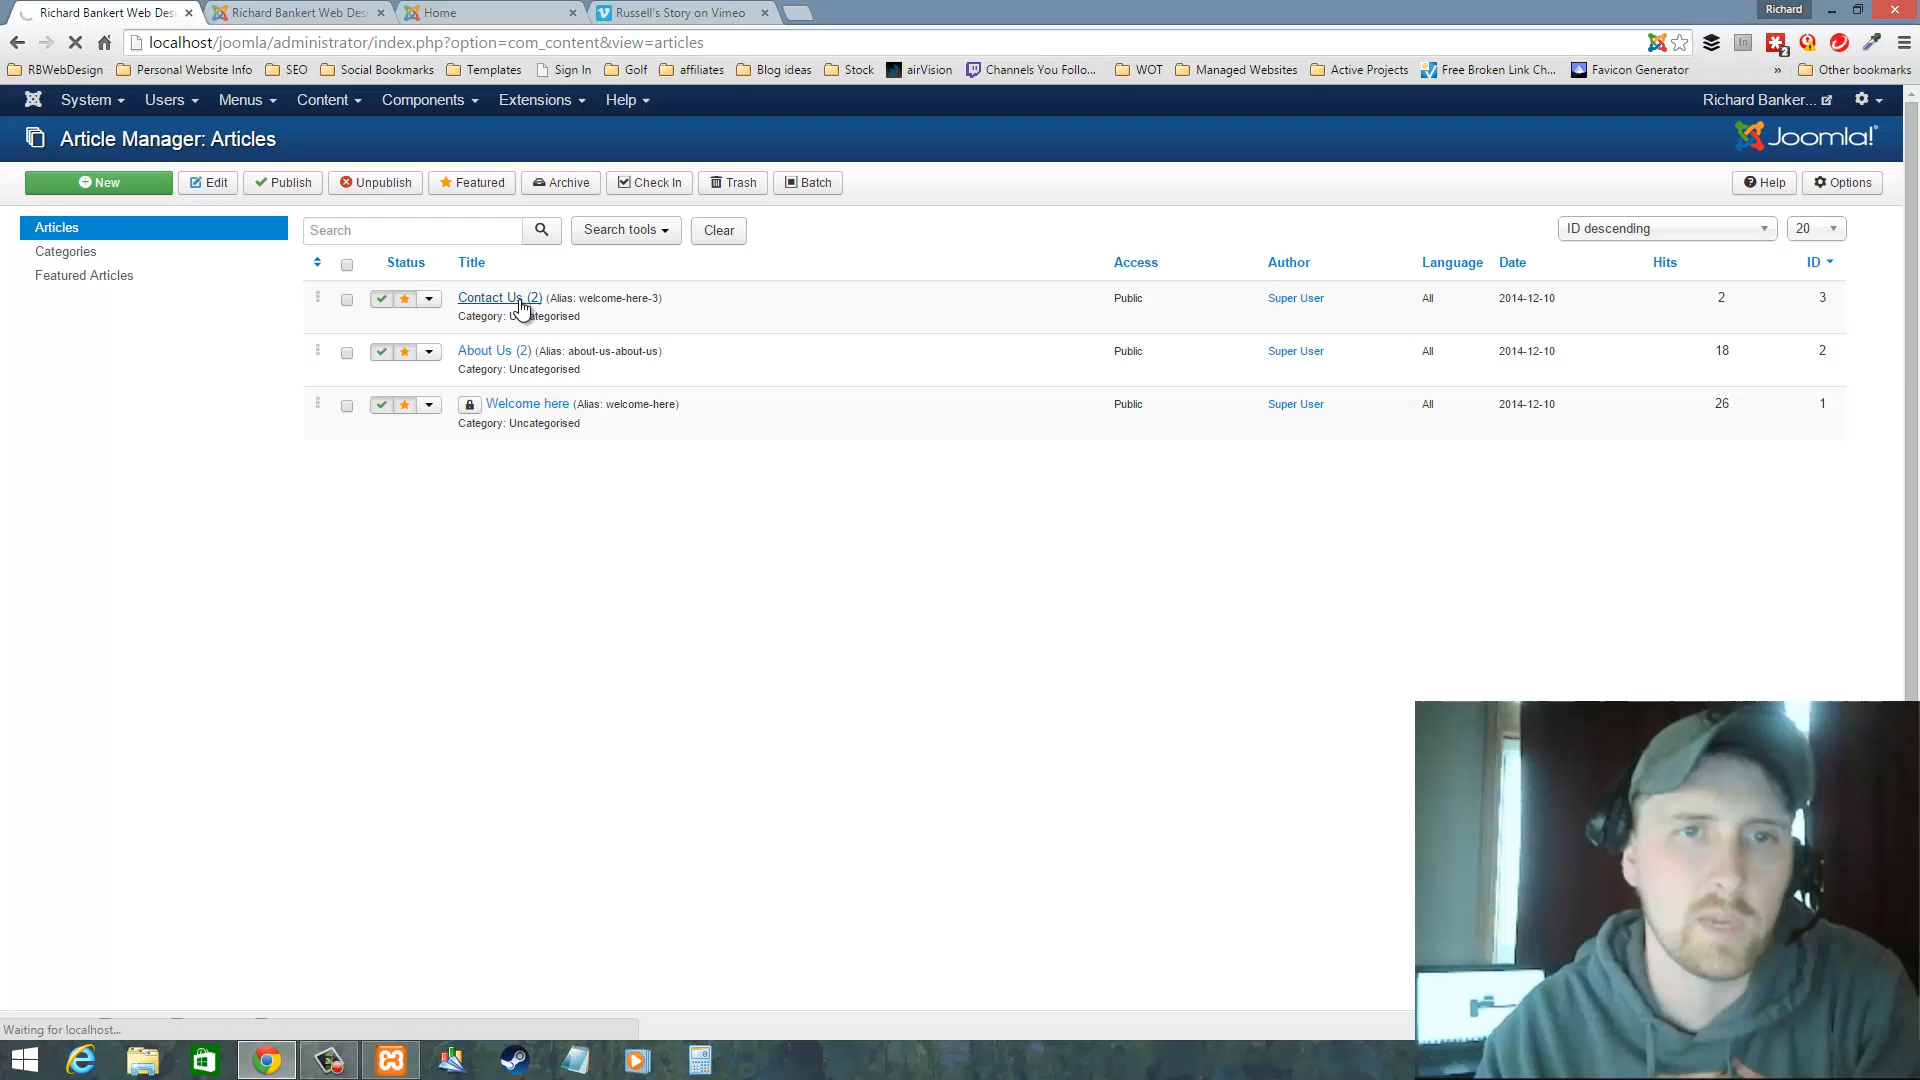 Richard Bankert Web Des
Richard Bankert Web Des
Home
Russell's Story on Vimeo
Richard
localhost/joomla/administrator/index.php?option=com_content&view=articles
2
RBWebDesign
Personal Website Info
SEO
Social Bookmarks
Templates
Sign In
Golf
affiliates
Blog ideas
Stock
airVision
Channels You Follo...
WOT
Managed Websites
Active Projects
Free Broken Link Ch...
Favicon Generator
»
Other bookmarks
System
Users
Menus
Content
Components
Extensions
Help
Richard Banker...
Article Manager: Articles
Joomla!
New
Edit
Publish
Unpublish
Featured
Archive
Check In
Trash
Batch
Help
Options
Articles
Categories
Featured Articles
Search
Search tools
Clear
ID descending
20
Status
Title
Access
Author
Language
Date
Hits
ID
Contact Us (2) (Alias: welcome-here-3)
Category: Uncategorised
Public
Super User
All
2014-12-10
2
3
About Us (2) (Alias: about-us-about-us)
Category: Uncategorised
Public
Super User
All
2014-12-10
18
2
Welcome here (Alias: welcome-here)
Category: Uncategorised
Public
Super User
All
2014-12-10
26
1
Waiting for localhost...